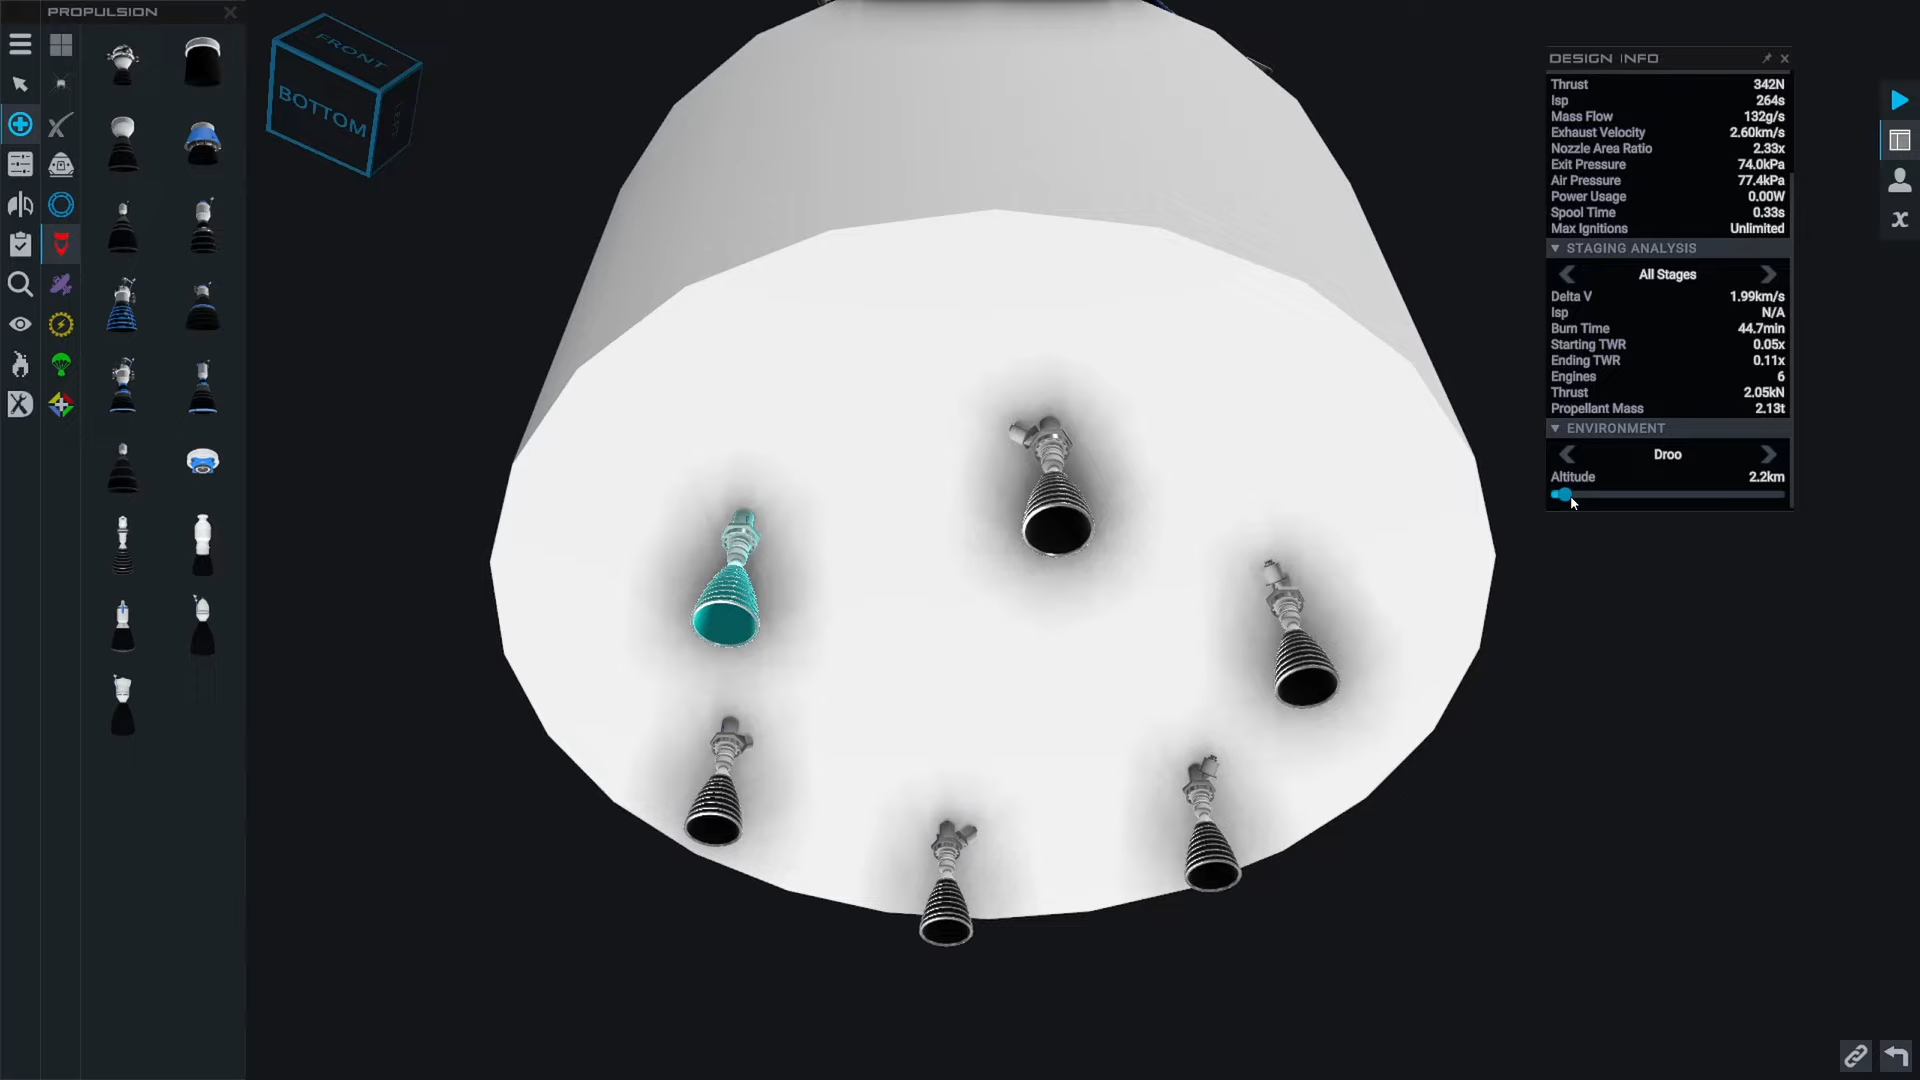 PROPULSION
FRONT
BOTTOM
DESIGN INFO
Thrust 342N
Isp 264s
Mass Flow 132g/s
Exhaust Velocity 2.60km/s
Nozzle Area Ratio 2.33x
Exit Pressure 74.0kPa
Air Pressure 77.4kPa
Power Usage 0.00W
Spool Time 0.33s
Max Ignitions Unlimited
STAGING ANALYSIS
All Stages
Delta V 1.99km/s
Isp N/A
Burn Time 44.7min
Starting TWR 0.05x
Ending TWR 0.11x
Engines 6
Thrust 2.05kN
Propellant Mass 2.13t
ENVIRONMENT
Droo
Altitude 2.2km